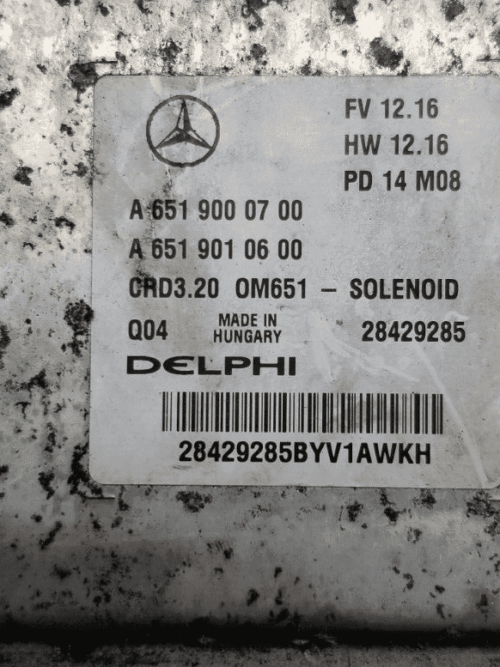 FV 12.16
HW 12.16
PD 14 M08
A 651 900 07 00
A 651 901 06 00
CRD3.20 OM651 – SOLENOID
Q04 MADE IN HUNGARY 28429285
DELPHI
28429285BYV1AWKH